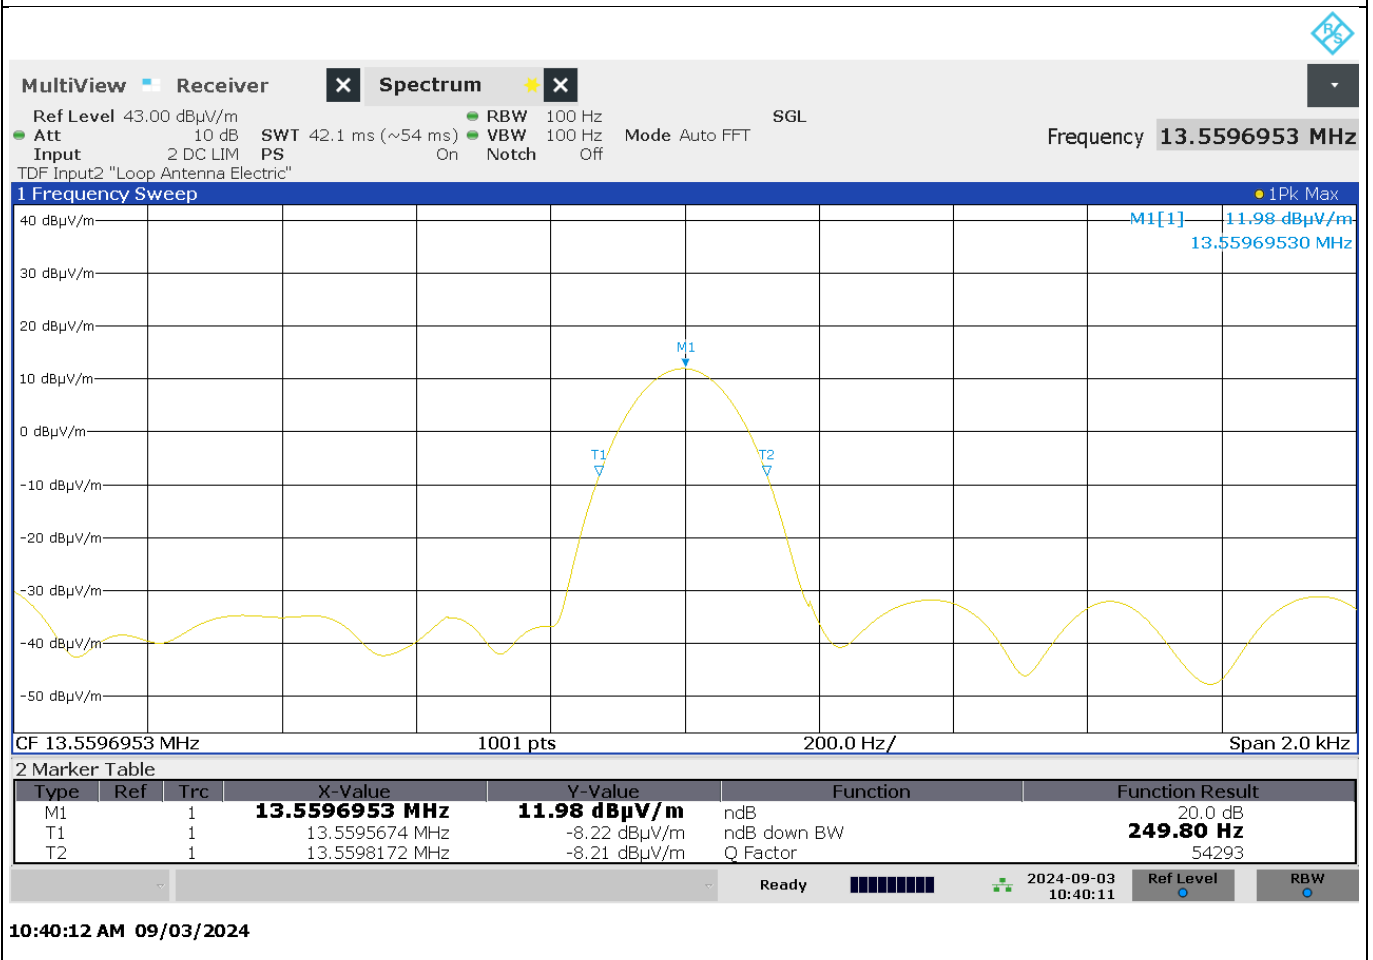 R&S
MultiView Receiver X Spectrum X
Ref Level 43.00 dBµV/m RBW 100 Hz SGL
Att 10 dB SWT 42.1 ms (~54 ms) VBW 100 Hz Mode Auto FFT
Frequency 13.5596953 MHz
Input 2 DC LIM PS On Notch Off
TDF Input2 "Loop Antenna Electric"
1 Frequency Sweep 1Pk Max
40 dBµV/m M1[1] 11.98 dBµV/m
13.55969530 MHz
30 dBµV/m
20 dBµV/m
M1
10 dBµV/m
0 dBµV/m
T1 T2
-10 dBµV/m
-20 dBµV/m
-30 dBµV/m
-40 dBµV/m
-50 dBµV/m
CF 13.5596953 MHz 1001 pts 200.0 Hz/ Span 2.0 kHz
2 Marker Table
Type Ref Trc X-Value Y-Value Function Function Result
M1 1 13.5596953 MHz 11.98 dBµV/m ndB 20.0 dB
T1 1 13.5595674 MHz -8.22 dBµV/m ndB down BW 249.80 Hz
T2 1 13.5598172 MHz -8.21 dBµV/m Q Factor 54293
Ready 2024-09-03 Ref Level RBW
10:40:11
10:40:12 AM 09/03/2024